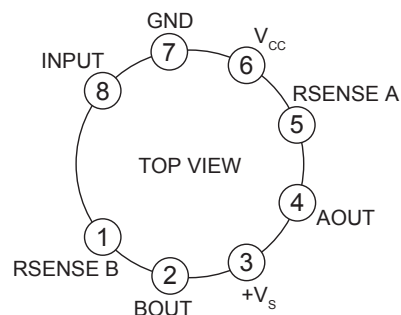 GND
7
V_CC
6
INPUT
8
RSENSE A
5
TOP VIEW
4
AOUT
1
RSENSE B
2
BOUT
3
+V_S